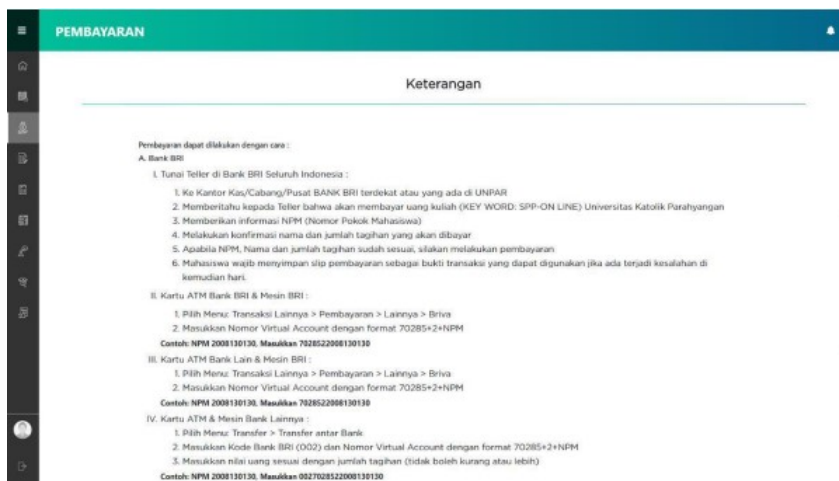 PEMBAYARAN
Keterangan
Pembayaran dapat dilakukan dengan cara :
A. Bank BRI
I. Tunai Teller di Bank BRI Seluruh Indonesia :
1. Ke Kantor Kas/Cabang/Pusat BANK BRI terdekat atau yang ada di UNPAR
2. Memberitahu kepada Teller bahwa akan membayar uang kuliah (KEY WORD: SPP-ON LINE) Universitas Katolik Parahyangan
3. Memberikan informasi NPM (Nomor Pokok Mahasiswa)
4. Melakukan konfirmasi nama dan jumlah tagihan yang akan dibayar
5. Apabila NPM, Nama dan jumlah tagihan sudah sesuai, silakan melakukan pembayaran
6. Mahasiswa wajib menyimpan slip pembayaran sebagai bukti transaksi yang dapat digunakan jika ada terjadi kesalahan di
kemudian hari.
II. Kartu ATM Bank BRI & Mesin BRI :
1. Pilih Menu: Transaksi Lainnya > Pembayaran > Lainnya > Briva
2. Masukkan Nomor Virtual Account dengan format 70285+2+NPM
Contoh: NPM 2008130130, Masukkan 7028522008130130
III. Kartu ATM Bank Lain & Mesin BRI :
1. Pilih Menu: Transaksi Lainnya > Pembayaran > Lainnya > Briva
2. Masukkan Nomor Virtual Account dengan format 70285+2+NPM
Contoh: NPM 2008130130, Masukkan 7028522008130130
IV. Kartu ATM & Mesin Bank Lainnya :
1. Pilih Menu: Transfer > Transfer antar Bank
2. Masukkan Kode Bank BRI (002) dan Nomor Virtual Account dengan format 70285+2+NPM
3. Masukkan nilai uang sesuai dengan jumlah tagihan (tidak boleh kurang atau lebih)
Contoh: NPM 2008130130, Masukkan 0027028522008130130